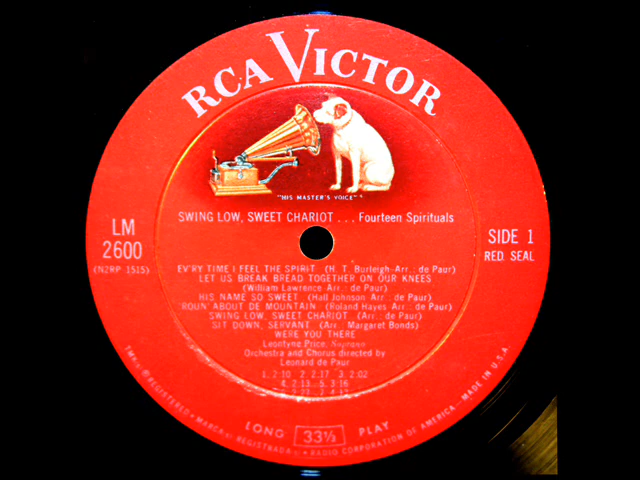 RCA VICTOR
"HIS MASTER'S VOICE"
SWING LOW, SWEET CHARIOT . . . Fourteen Spirituals
LM
2600
(N2RP 1515)
SIDE 1
RED SEAL
EV'RY TIME I FEEL THE SPIRIT (H. T. Burleigh-Arr.: de Paur)
LET US BREAK BREAD TOGETHER ON OUR KNEES
(William Lawrence-Arr.: de Paur)
HIS NAME SO SWEET (Hall Johnson-Arr.: de Paur)
'ROUN' ABOUT DE MOUNTAIN (Roland Hayes-Arr.: de Paur)
SWING LOW, SWEET CHARIOT (Arr.: de Paur)
SIT DOWN, SERVANT (Arr.: Margaret Bonds)
WERE YOU THERE
Leontyne Price, Soprano
Orchestra and Chorus directed by
Leonard de Paur
1. 2:10 2. 2:17 3. 2:02
4. 2:13 5. 3:16
LONG 33⅓ PLAY
TMk(s) ® REGISTERED • MARCA(s) REGISTRADA(s) • RADIO CORPORATION OF AMERICA-MADE IN U.S.A.